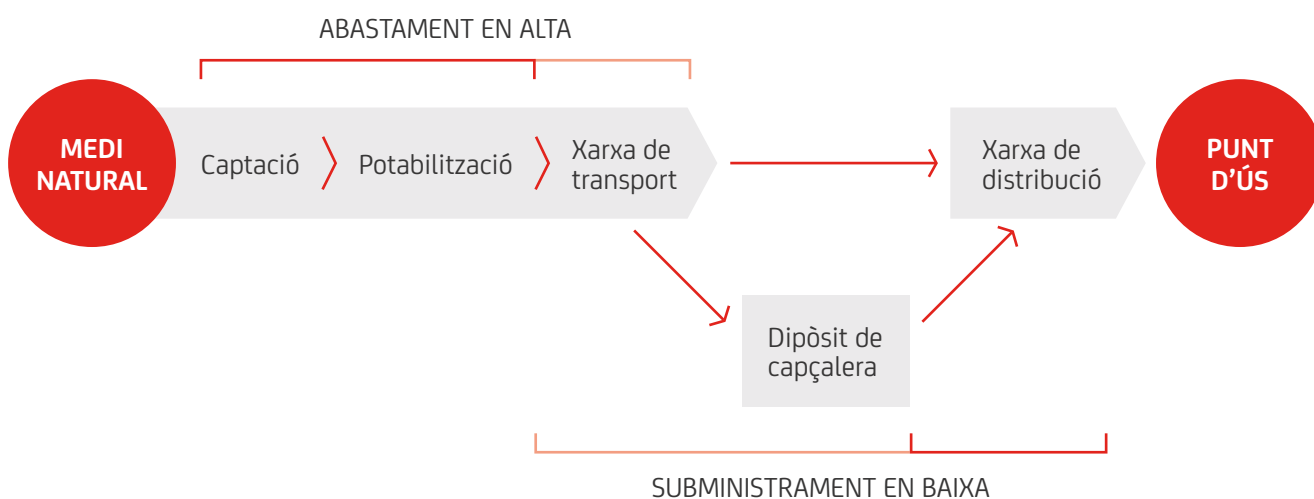 ABASTAMENT EN ALTA
MEDI
NATURAL
Captació
Potabilització
Xarxa de
transport
Xarxa de
distribució
PUNT
D’ÚS
Dipòsit de
capçalera
SUBMINISTRAMENT EN BAIXA